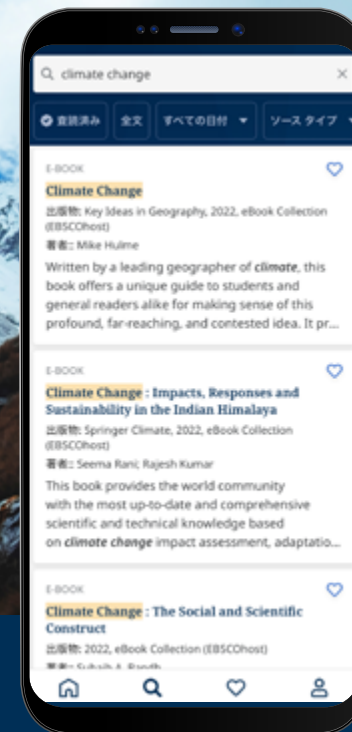 climate change
査読済み 全文 すべての日付 ソース タイプ
E-BOOK
Climate Change
出版物: Key Ideas in Geography, 2022, eBook Collection
(EBSCOhost)
著者:: Mike Hulme
Written by a leading geographer of climate, this
book offers a unique guide to students and
general readers alike for making sense of this
profound, far-reaching, and contested idea. It pr...
E-BOOK
Climate Change : Impacts, Responses and
Sustainability in the Indian Himalaya
出版物: Springer Climate, 2022, eBook Collection
(EBSCOhost)
著者:: Seema Rani; Rajesh Kumar
This book provides the world community
with the most up-to-date and comprehensive
scientific and technical knowledge based
on climate change impact assessment, adaptatio...
E-BOOK
Climate Change : The Social and Scientific
Construct
出版物: 2022, eBook Collection (EBSCOhost)